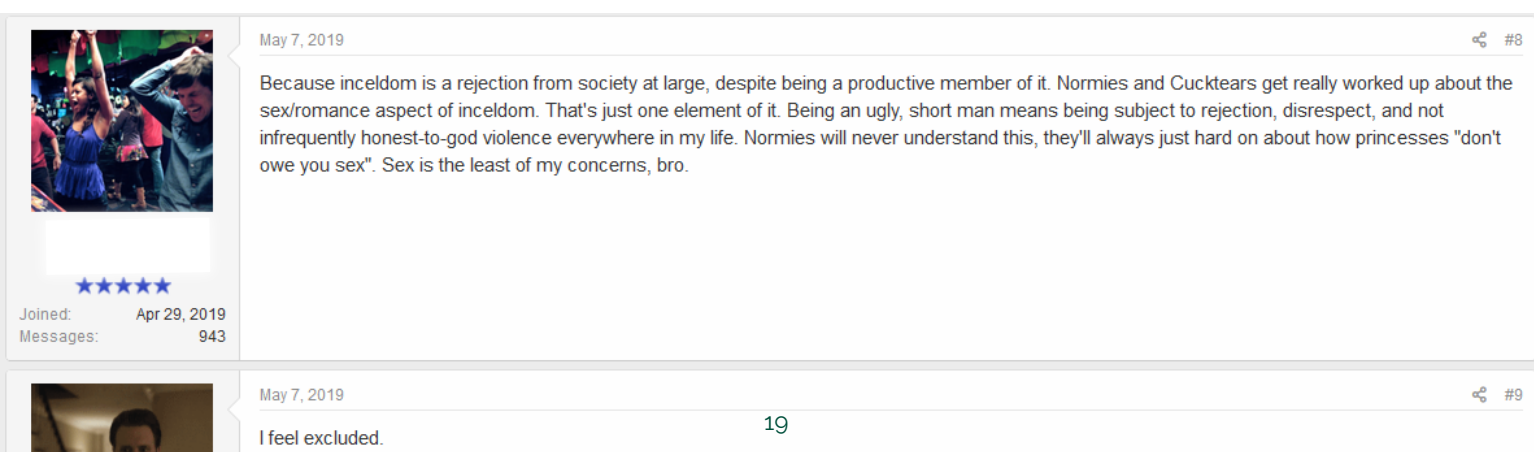 May 7, 2019 #8
Because inceldom is a rejection from society at large, despite being a productive member of it. Normies and Cucktears get really worked up about the
sex/romance aspect of inceldom. That's just one element of it. Being an ugly, short man means being subject to rejection, disrespect, and not
infrequently honest-to-god violence everywhere in my life. Normies will never understand this, they'll always just hard on about how princesses "don't
owe you sex". Sex is the least of my concerns, bro.
Joined: Apr 29, 2019
Messages: 943
May 7, 2019 #9
19
I feel excluded.